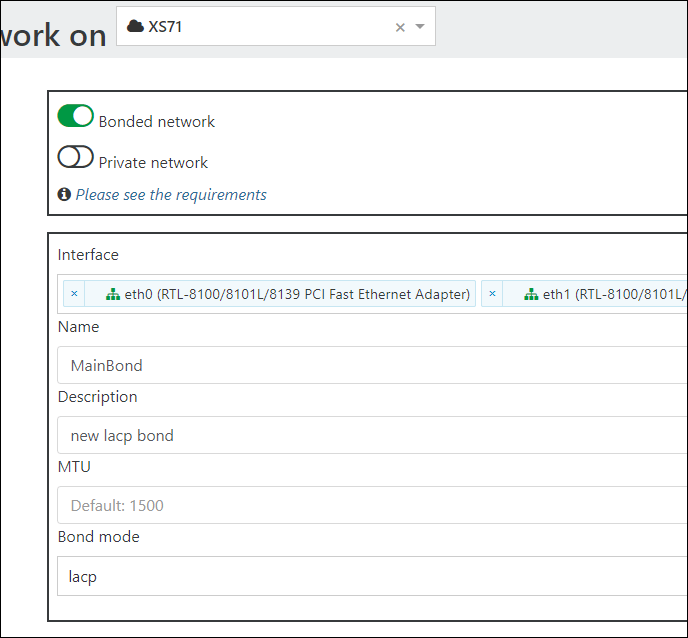 work on XS71 ×
Bonded network
Private network
Please see the requirements
Interface
× eth0 (RTL-8100/8101L/8139 PCI Fast Ethernet Adapter) × eth1 (RTL-8100/8101L/
Name
MainBond
Description
new lacp bond
MTU
Default: 1500
Bond mode
lacp